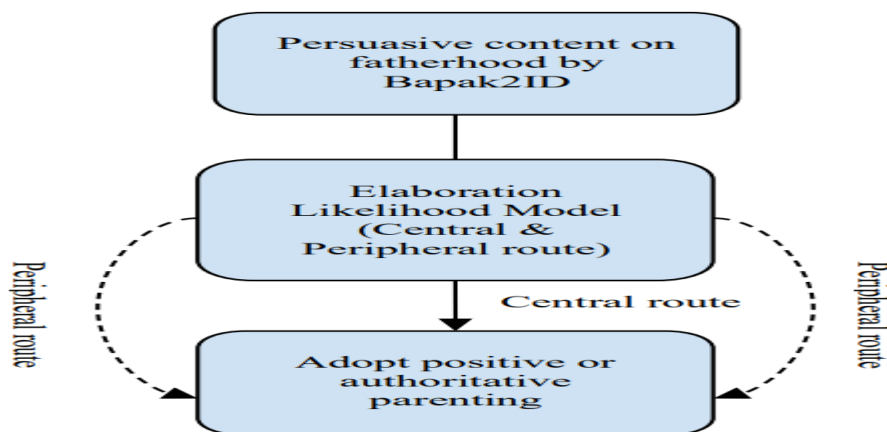 Persuasive content on
fatherhood by
Bapak2ID
Elaboration
Likelihood Model
(Central &
Peripheral route)
Peripheral route
Peripheral route
Central route
Adopt positive or
authoritative
parenting